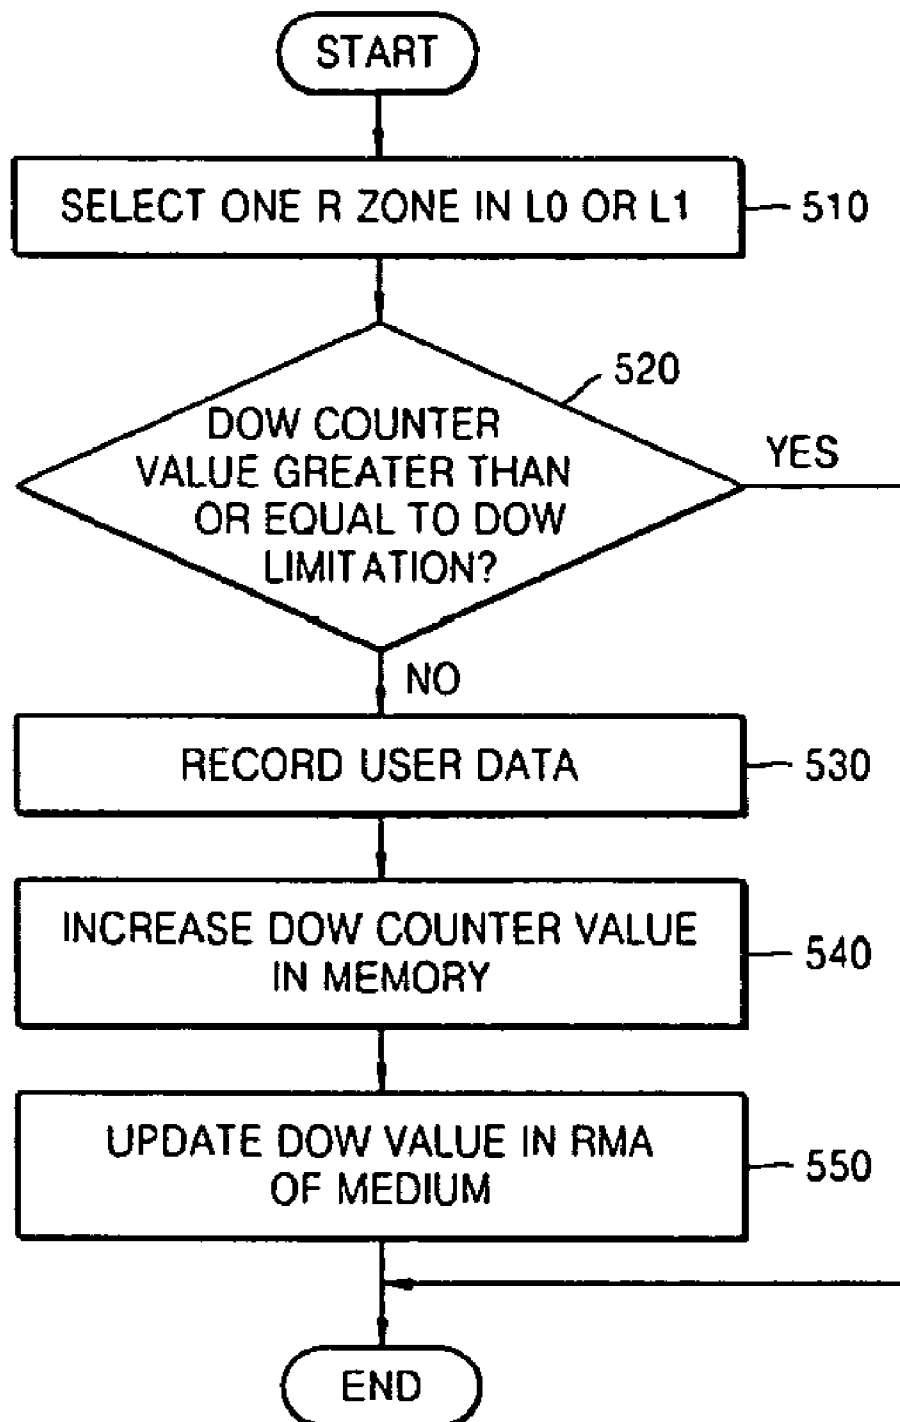 START
SELECT ONE R ZONE IN L0 OR L1
510
520
DOW COUNTER
VALUE GREATER THAN
OR EQUAL TO DOW
LIMITATION?
YES
NO
RECORD USER DATA
530
INCREASE DOW COUNTER VALUE
IN MEMORY
540
UPDATE DOW VALUE IN RMA
OF MEDIUM
550
END